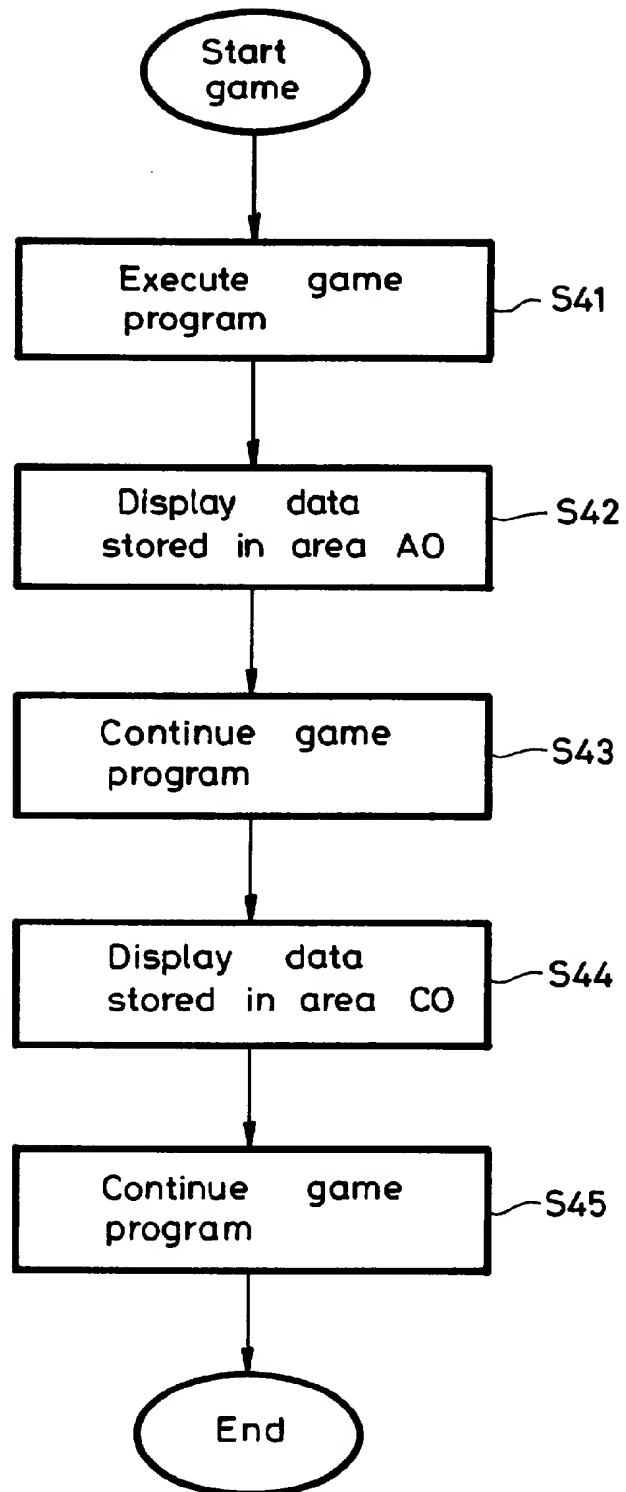 Start
game
Execute game
program
S41
Display data
stored in area A0
S42
Continue game
program
S43
Display data
stored in area C0
S44
Continue game
program
S45
End